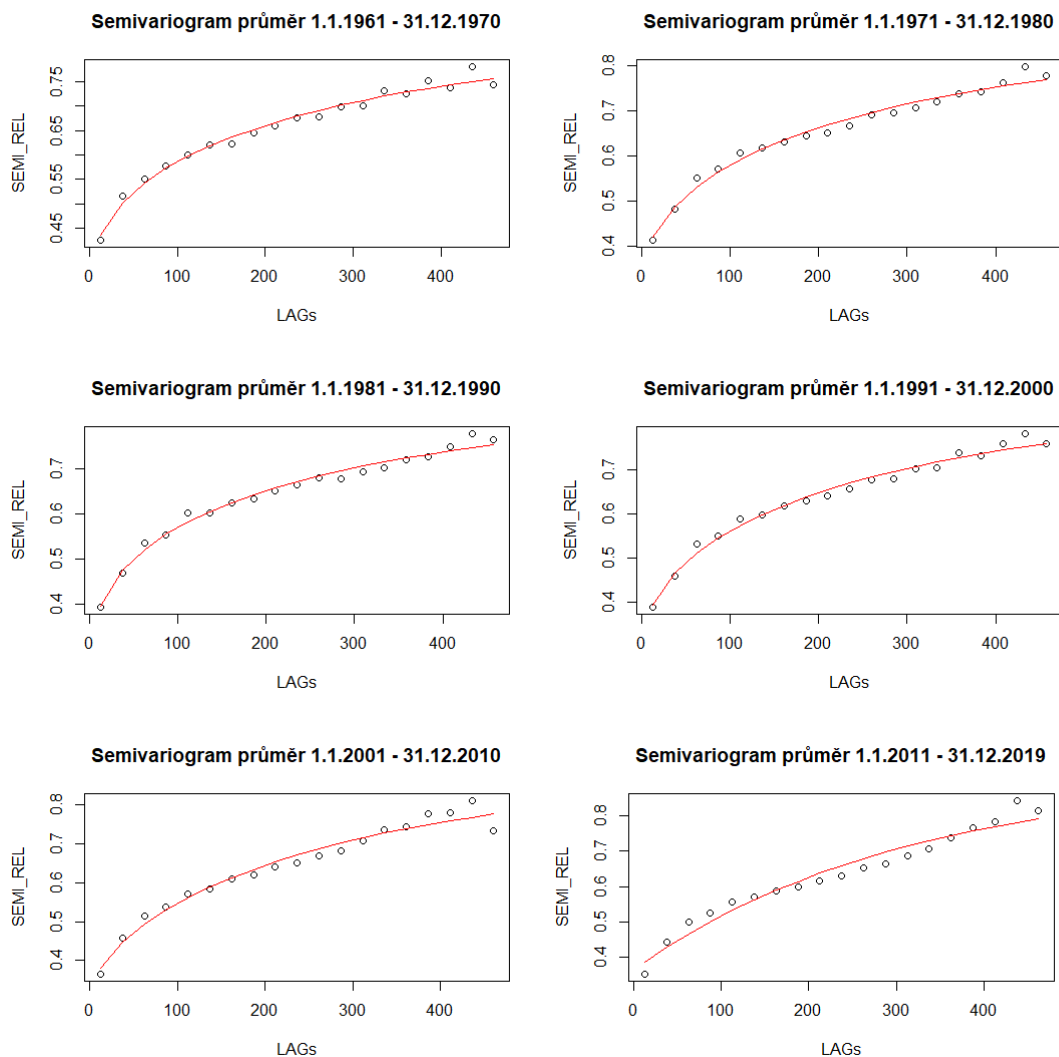 Semivariogram průměr 1.1.1961 - 31.12.1970
SEMI_REL
0.45 0.55 0.65 0.75
0 100 200 300 400
LAGs
Semivariogram průměr 1.1.1971 - 31.12.1980
SEMI_REL
0.4 0.5 0.6 0.7 0.8
0 100 200 300 400
LAGs
Semivariogram průměr 1.1.1981 - 31.12.1990
SEMI_REL
0.4 0.5 0.6 0.7
0 100 200 300 400
LAGs
Semivariogram průměr 1.1.1991 - 31.12.2000
SEMI_REL
0.4 0.5 0.6 0.7
0 100 200 300 400
LAGs
Semivariogram průměr 1.1.2001 - 31.12.2010
SEMI_REL
0.4 0.5 0.6 0.7 0.8
0 100 200 300 400
LAGs
Semivariogram průměr 1.1.2011 - 31.12.2019
SEMI_REL
0.4 0.5 0.6 0.7 0.8
0 100 200 300 400
LAGs